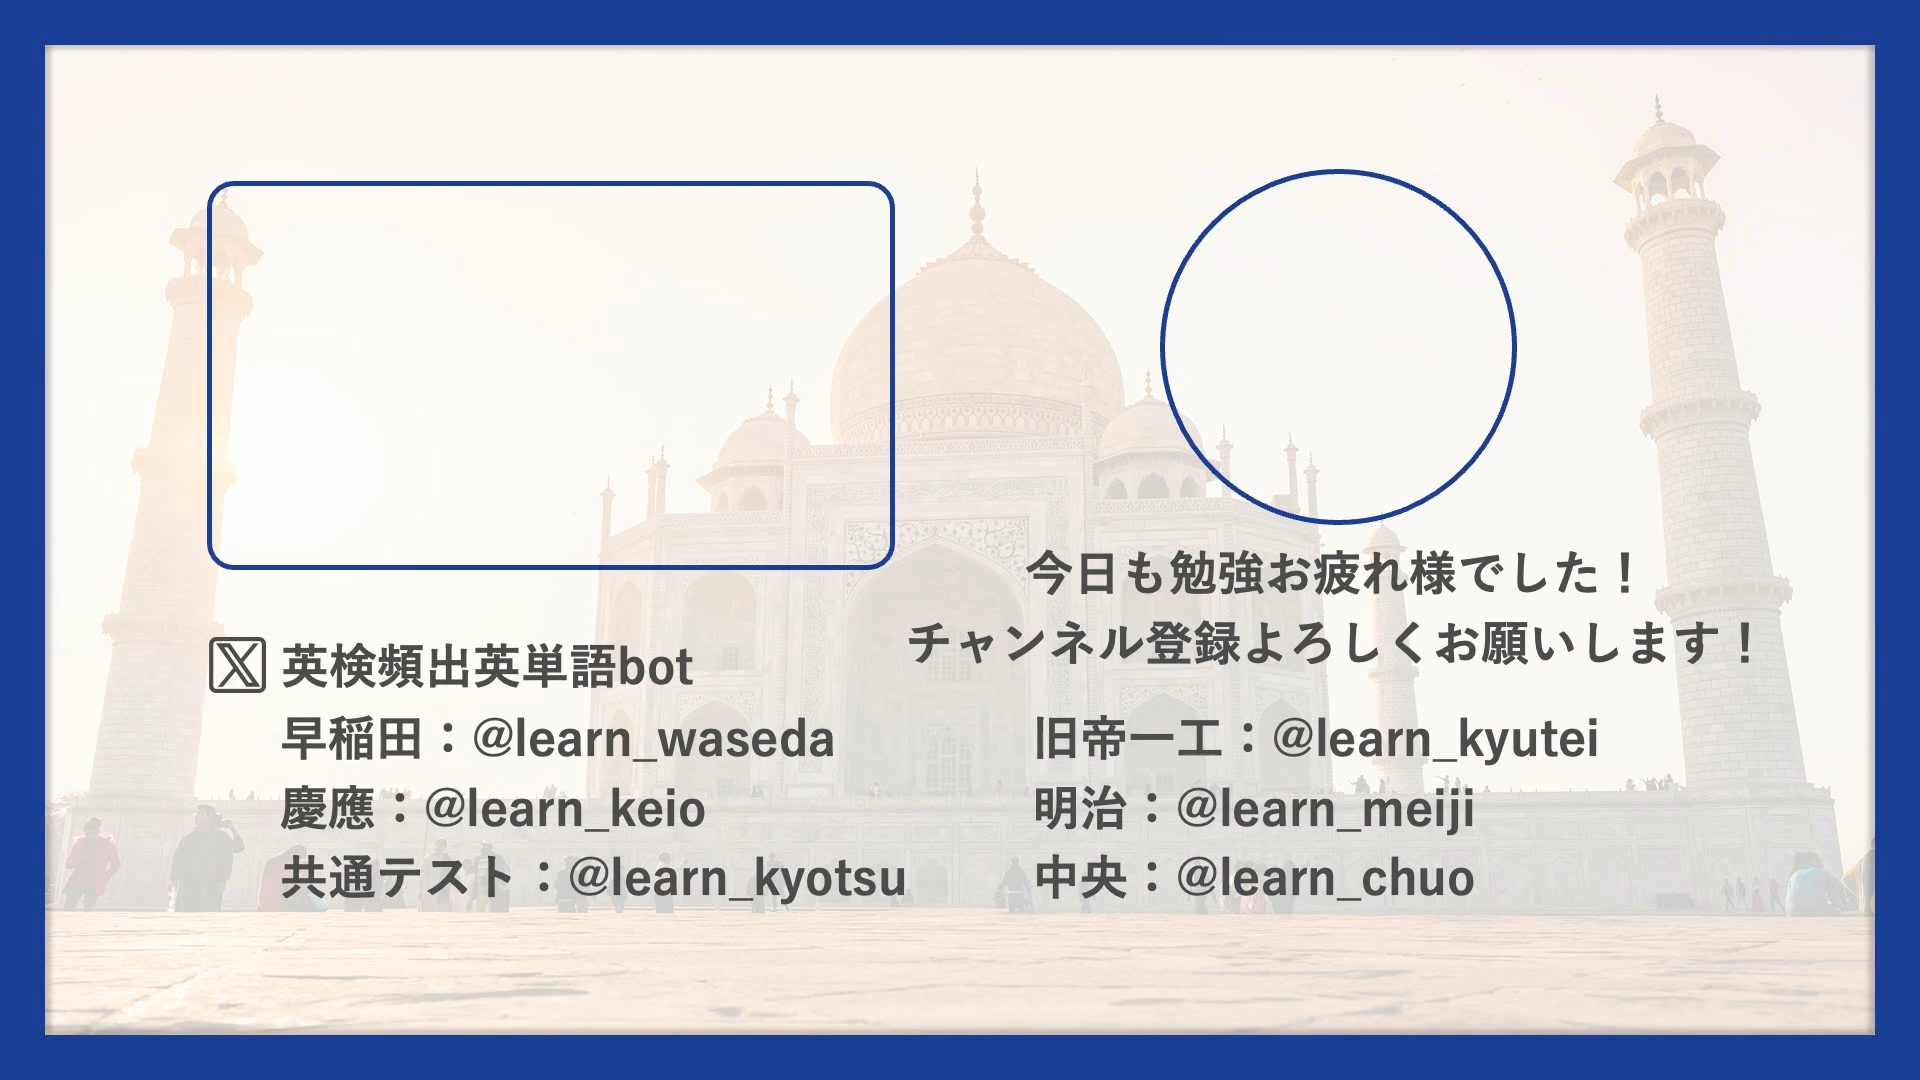 今日も勉強お疲れ様でした！
チャンネル登録よろしくお願いします！
英検頻出英単語bot
早稲田：@learn_waseda
慶應：@learn_keio
共通テスト：@learn_kyotsu
旧帝一工：@learn_kyutei
明治：@learn_meiji
中央：@learn_chuo